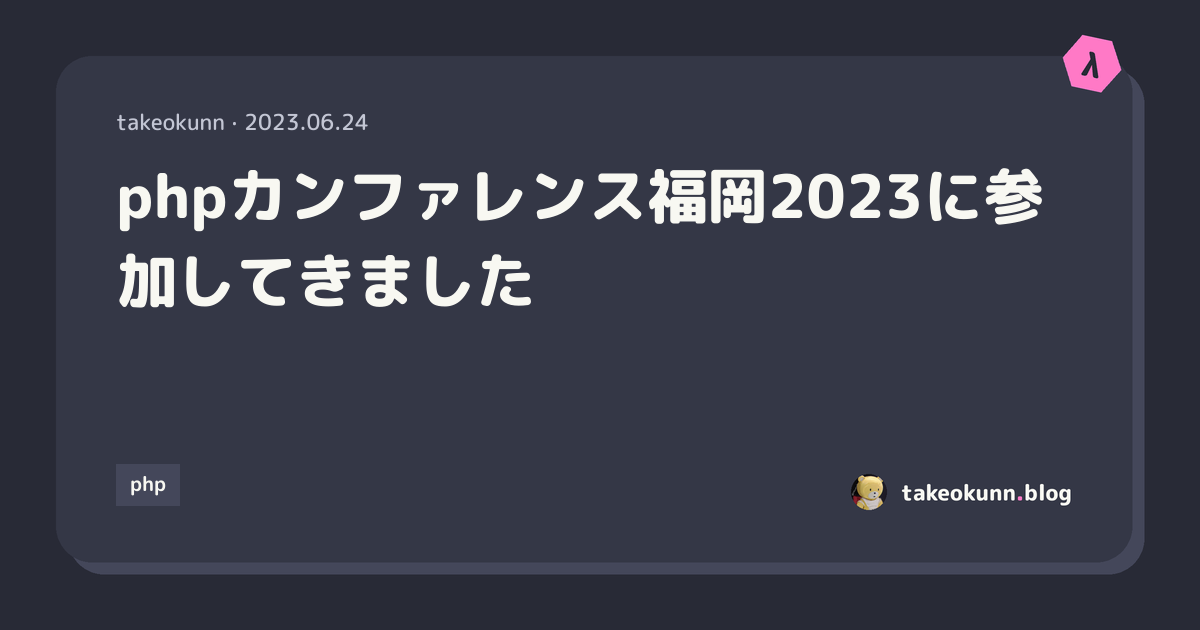 λ
takeokunn · 2023.06.24
phpカンファレンス福岡2023に参
加してきました
php
takeokunn.blog